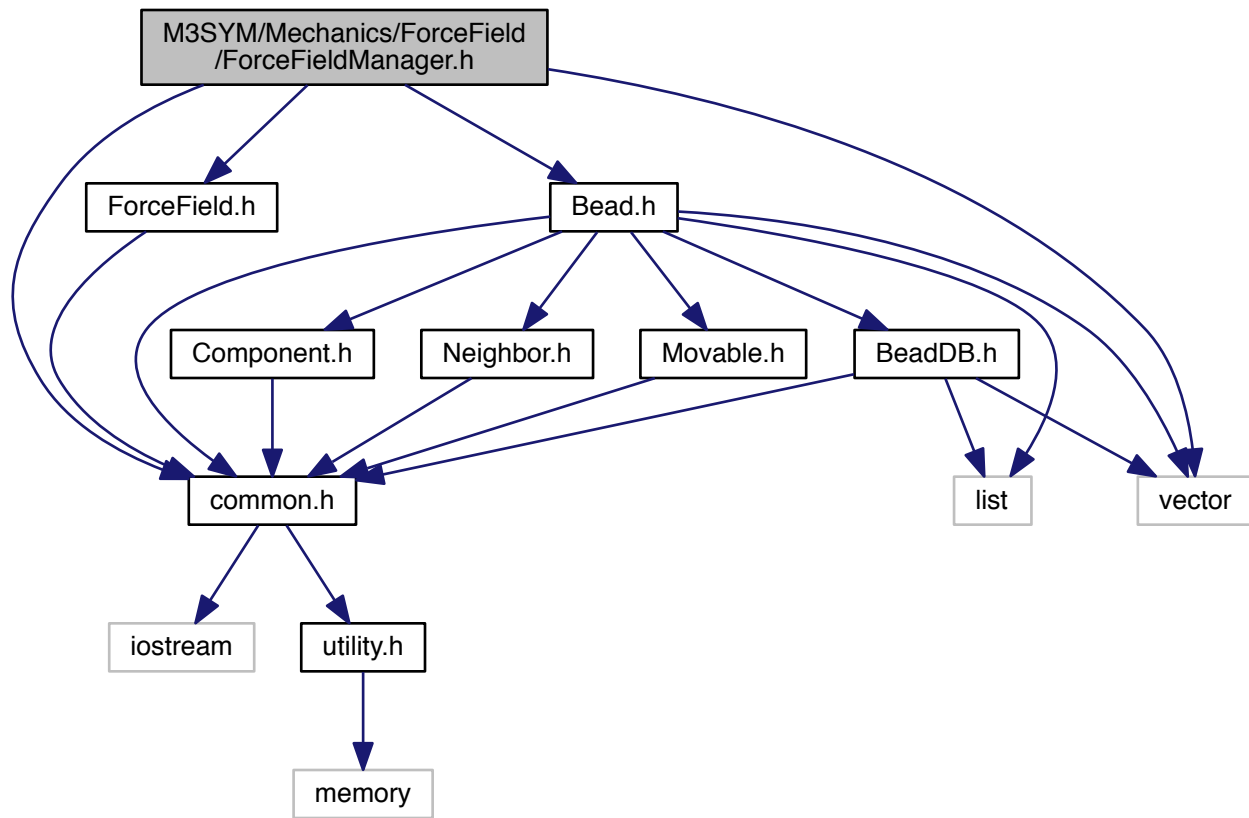 M3SYM/Mechanics/ForceField
/ForceFieldManager.h
ForceField.h
Bead.h
Component.h
Neighbor.h
Movable.h
BeadDB.h
common.h
list
vector
iostream
utility.h
memory